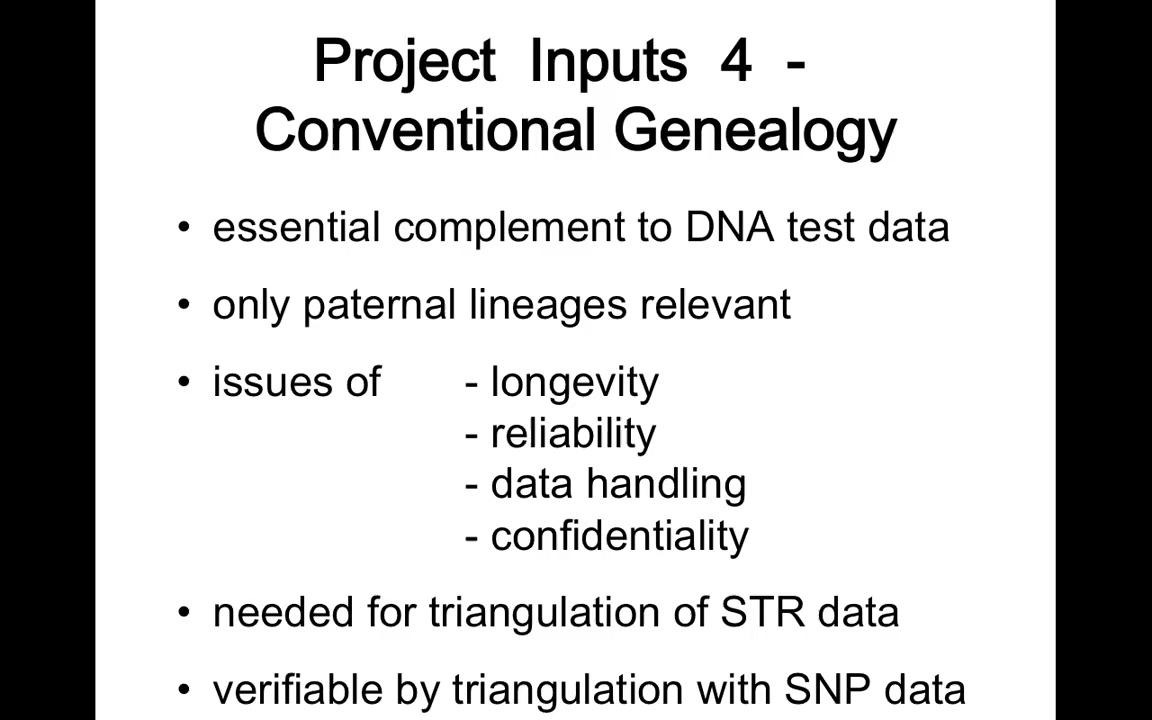 Project Inputs 4 -
Conventional Genealogy
• essential complement to DNA test data
• only paternal lineages relevant
• issues of - longevity
- reliability
- data handling
- confidentiality
• needed for triangulation of STR data
• verifiable by triangulation with SNP data